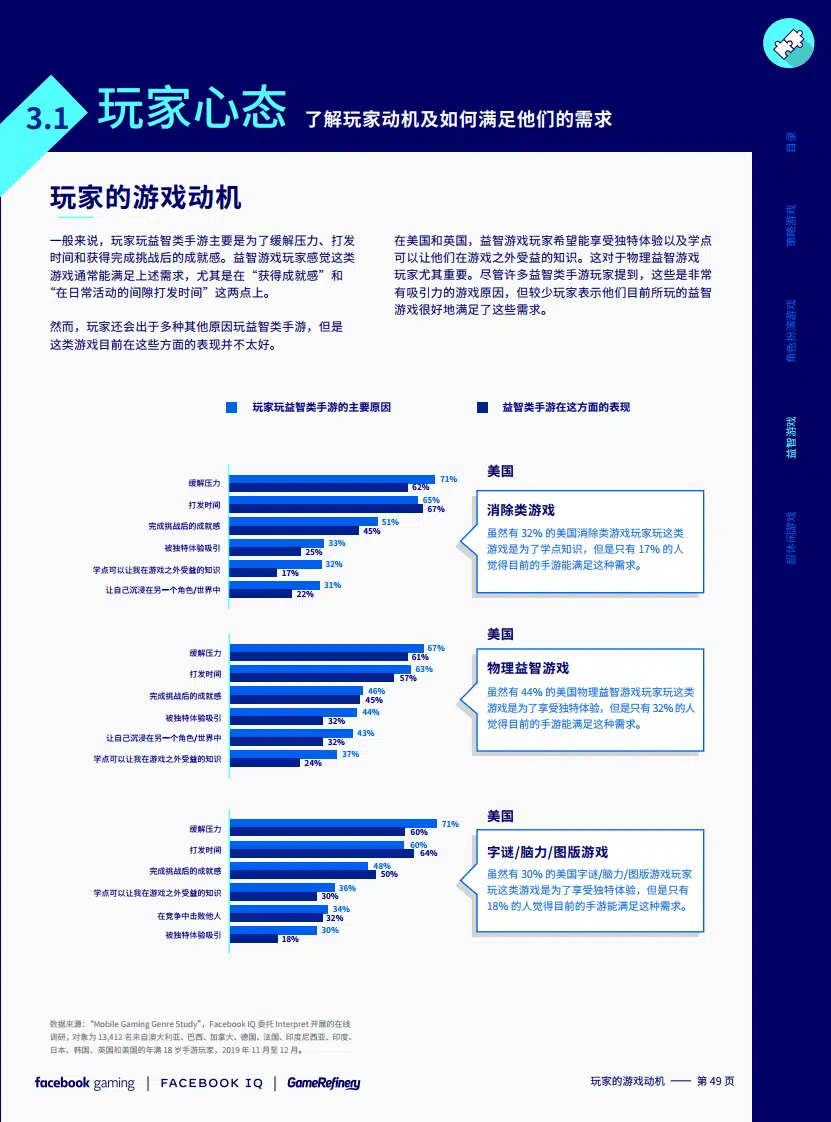 3.1
玩家心态
了解玩家动机及如何满足他们的需求
目录
策略游戏
角色扮演游戏
益智游戏
超休闲游戏
玩家的游戏动机
一般来说，玩家玩益智类手游主要是为了缓解压力、打发
时间和获得完成挑战后的成就感。益智游戏玩家感觉这类
游戏通常能满足上述需求，尤其是在“获得成就感”和
“在日常活动的间隙打发时间”这两点上。
然而，玩家还会出于多种其他原因玩益智类手游，但是
这类游戏目前在这些方面的表现并不太好。
在美国和英国，益智游戏玩家希望能享受独特体验以及学点
可以让他们在游戏之外受益的知识。这对于物理益智游戏
玩家尤其重要。尽管许多益智类手游玩家提到，这些是非常
有吸引力的游戏原因，但较少玩家表示他们目前所玩的益智
游戏很好地满足了这些需求。
玩家玩益智类手游的主要原因
益智类手游在这方面的表现
缓解压力 71% 62%
打发时间 65% 67%
完成挑战后的成就感 51% 45%
被独特体验吸引 33% 25%
学点可以让我在游戏之外受益的知识 32% 17%
让自己沉浸在另一个角色/世界中 31% 22%
美国
消除类游戏
虽然有 32% 的美国消除类游戏玩家玩这类
游戏是为了学点知识，但是只有 17% 的人
觉得目前的手游能满足这种需求。
缓解压力 67% 61%
打发时间 63% 57%
完成挑战后的成就感 46% 45%
被独特体验吸引 44% 32%
让自己沉浸在另一个角色/世界中 43% 32%
学点可以让我在游戏之外受益的知识 37% 24%
美国
物理益智游戏
虽然有 44% 的美国物理益智游戏玩家玩这类
游戏是为了享受独特体验，但是只有 32% 的人
觉得目前的手游能满足这种需求。
缓解压力 71% 60%
打发时间 60% 64%
完成挑战后的成就感 48% 50%
学点可以让我在游戏之外受益的知识 36% 30%
在竞争中击败他人 34% 32%
被独特体验吸引 30% 18%
美国
字谜/脑力/图版游戏
虽然有 30% 的美国字谜/脑力/图版游戏玩家
玩这类游戏是为了享受独特体验，但是只有
18% 的人觉得目前的手游能满足这种需求。
数据来源：“Mobile Gaming Genre Study”，Facebook IQ 委托 Interpret 开展的在线
调研，对象为 13,412 名来自澳大利亚、巴西、加拿大、德国、法国、印度尼西亚、印度、
日本、韩国、英国和美国的年满 18 岁手游玩家，2019 年 11 月至 12 月。
facebook gaming | FACEBOOK IQ | GameRefinery
玩家的游戏动机 —— 第 49 页